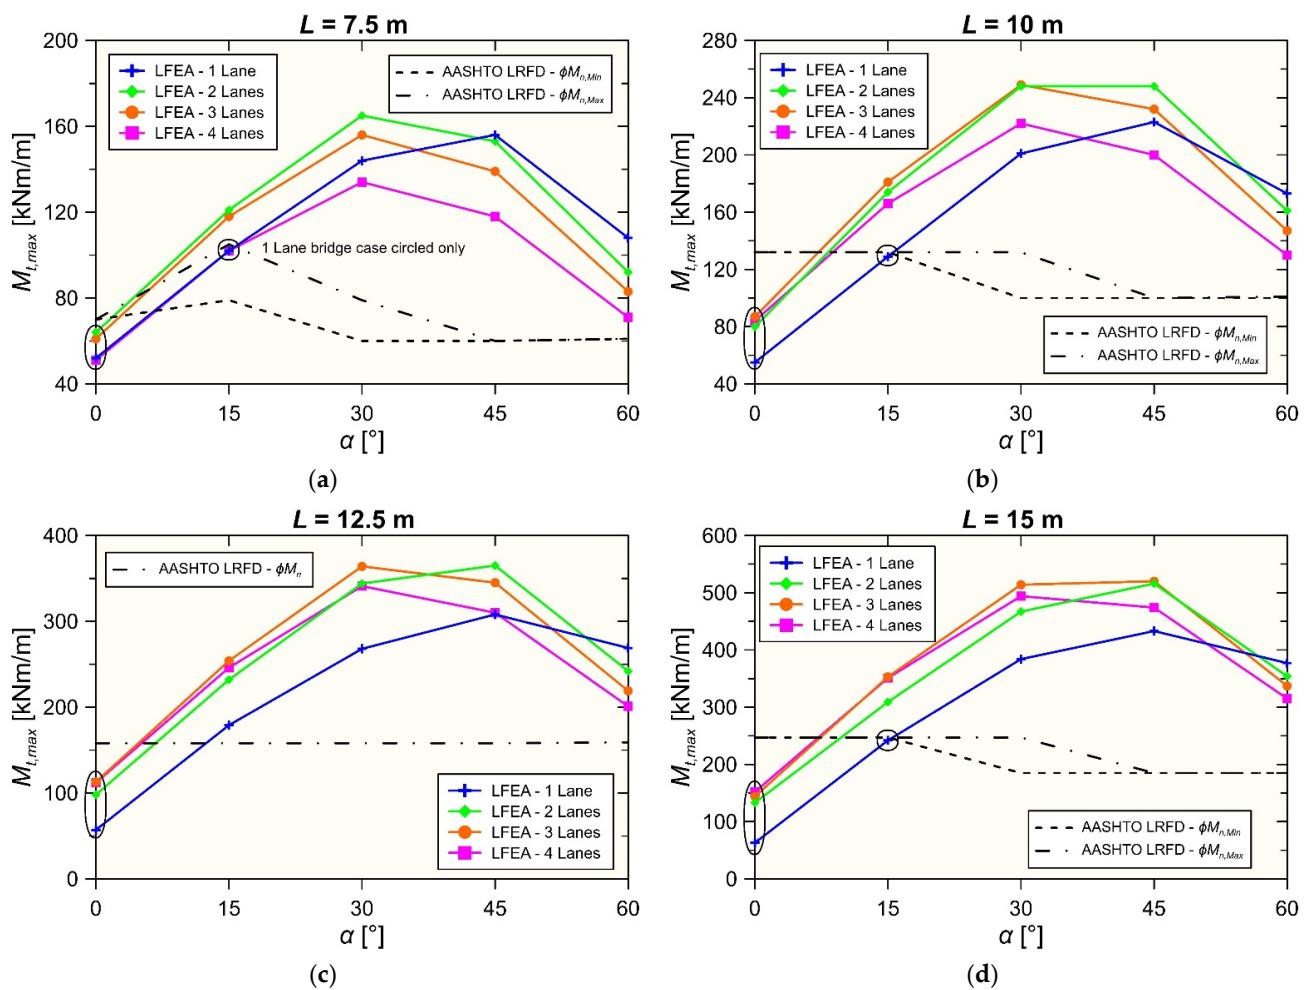 L = 7.5 m
M_t,max [kNm/m]
200
160
120
80
40
LFEA - 1 Lane
LFEA - 2 Lanes
LFEA - 3 Lanes
LFEA - 4 Lanes
AASHTO LRFD - ϕM_n,Min
AASHTO LRFD - ϕM_n,Max
1 Lane bridge case circled only
0 15 30 45 60
α [°]
(a)
L = 10 m
M_t,max [kNm/m]
280
240
200
160
120
80
40
LFEA - 1 Lane
LFEA - 2 Lanes
LFEA - 3 Lanes
LFEA - 4 Lanes
AASHTO LRFD - ϕM_n,Min
AASHTO LRFD - ϕM_n,Max
0 15 30 45 60
α [°]
(b)
L = 12.5 m
M_t,max [kNm/m]
400
300
200
100
0
AASHTO LRFD - ϕM_n
LFEA - 1 Lane
LFEA - 2 Lanes
LFEA - 3 Lanes
LFEA - 4 Lanes
0 15 30 45 60
α [°]
(c)
L = 15 m
M_t,max [kNm/m]
600
500
400
300
200
100
0
LFEA - 1 Lane
LFEA - 2 Lanes
LFEA - 3 Lanes
LFEA - 4 Lanes
AASHTO LRFD - ϕM_n,Min
AASHTO LRFD - ϕM_n,Max
0 15 30 45 60
α [°]
(d)